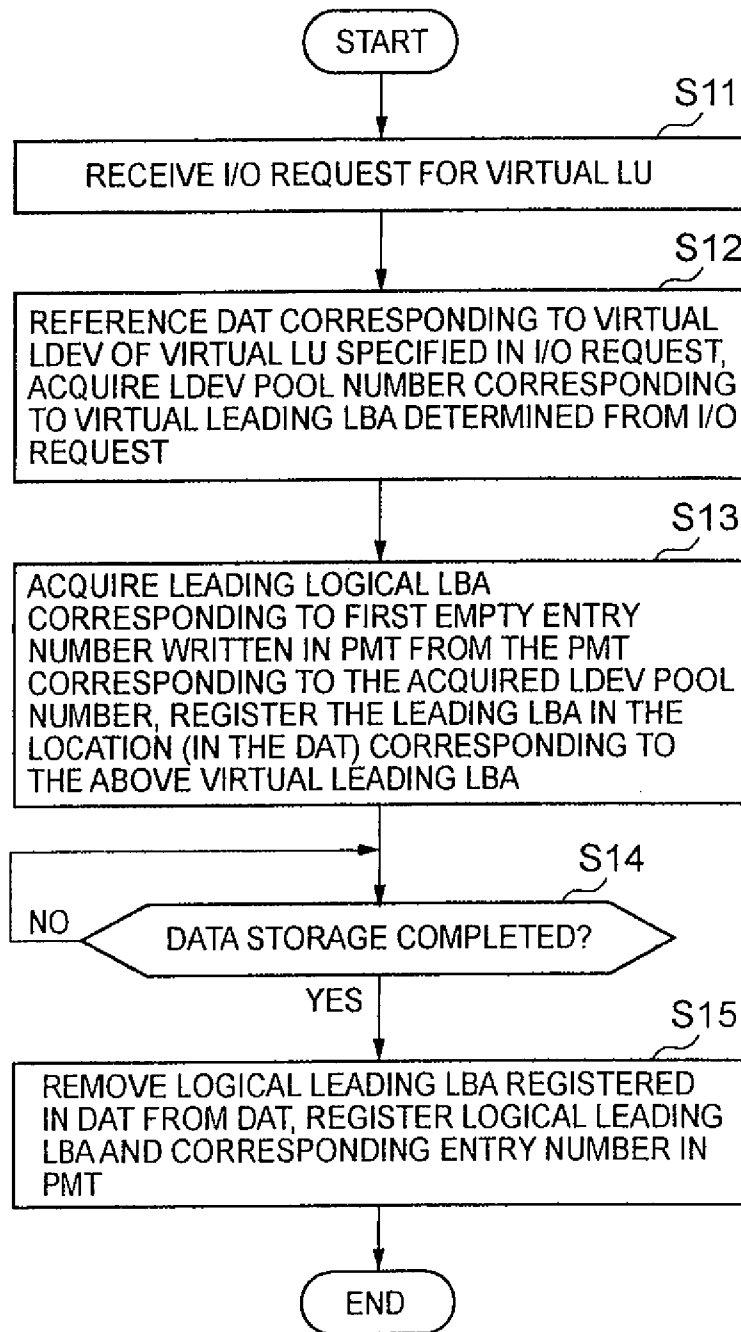 START
S11
RECEIVE I/O REQUEST FOR VIRTUAL LU
S12
REFERENCE DAT CORRESPONDING TO VIRTUAL
LDEV OF VIRTUAL LU SPECIFIED IN I/O REQUEST,
ACQUIRE LDEV POOL NUMBER CORRESPONDING
TO VIRTUAL LEADING LBA DETERMINED FROM I/O
REQUEST
S13
ACQUIRE LEADING LOGICAL LBA
CORRESPONDING TO FIRST EMPTY ENTRY
NUMBER WRITTEN IN PMT FROM THE PMT
CORRESPONDING TO THE ACQUIRED LDEV POOL
NUMBER, REGISTER THE LEADING LBA IN THE
LOCATION (IN THE DAT) CORRESPONDING TO
THE ABOVE VIRTUAL LEADING LBA
S14
NO
DATA STORAGE COMPLETED?
YES
S15
REMOVE LOGICAL LEADING LBA REGISTERED
IN DAT FROM DAT, REGISTER LOGICAL LEADING
LBA AND CORRESPONDING ENTRY NUMBER IN
PMT
END